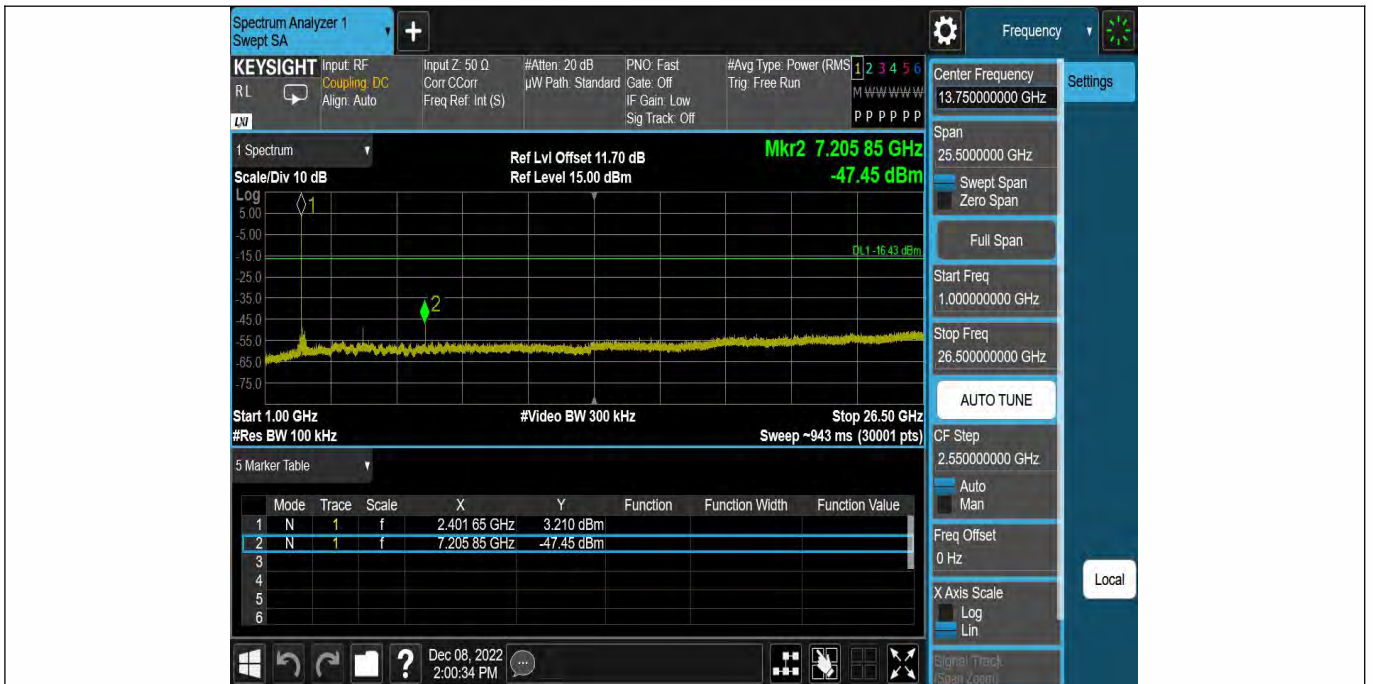 Spectrum Analyzer 1
Swept SA
+
Frequency
KEYSIGHT
RL
LXI
Input: RF
Coupling: DC
Align: Auto
Input Z: 50 Ω
Corr CCorr
Freq Ref: Int (S)
#Atten: 20 dB
µW Path: Standard
PNO: Fast
Gate: Off
IF Gain: Low
Sig Track: Off
#Avg Type: Power (RMS
Trig: Free Run
1 2 3 4 5 6
M W W W W W
P P P P P P
1 Spectrum
Scale/Div 10 dB
Ref Lvl Offset 11.70 dB
Ref Level 15.00 dBm
Mkr2 7.205 85 GHz
-47.45 dBm
Log
5.00
-5.00
-15.0
-25.0
-35.0
-45.0
-55.0
-65.0
-75.0
1
2
DL1 -16.43 dBm
Start 1.00 GHz
#Res BW 100 kHz
#Video BW 300 kHz
Stop 26.50 GHz
Sweep ~943 ms (30001 pts)
5 Marker Table
Mode Trace Scale X Y Function Function Width Function Value
1 N 1 f 2.401 65 GHz 3.210 dBm
2 N 1 f 7.205 85 GHz -47.45 dBm
3
4
5
6
Center Frequency
13.750000000 GHz
Settings
Span
25.5000000 GHz
Swept Span
Zero Span
Full Span
Start Freq
1.000000000 GHz
Stop Freq
26.500000000 GHz
AUTO TUNE
CF Step
2.550000000 GHz
Auto
Man
Freq Offset
0 Hz
X Axis Scale
Log
Lin
Signal Track
(Span Zoom)
Local
?
Dec 08, 2022
2:00:34 PM